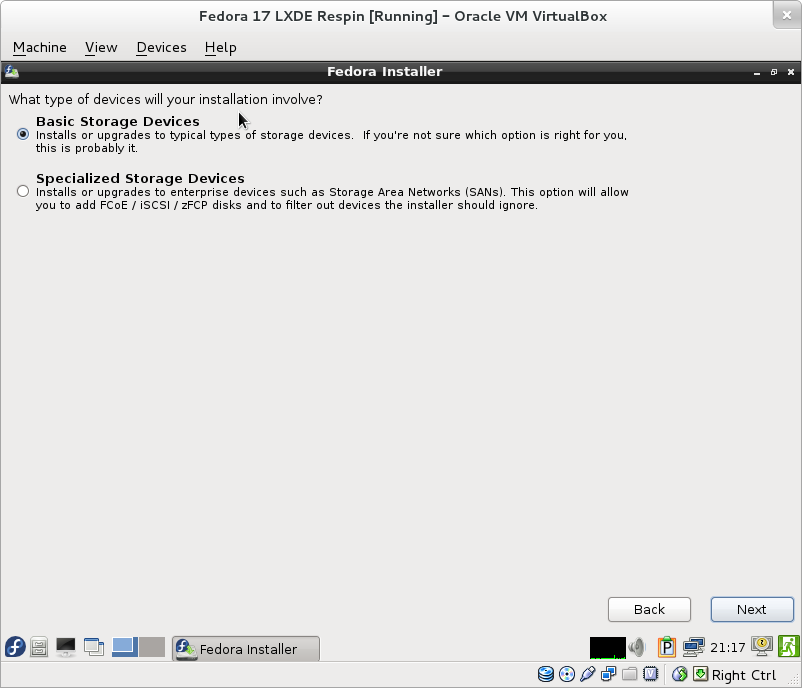 Fedora 17 LXDE Respin [Running] - Oracle VM VirtualBox
Machine View Devices Help
Fedora Installer
What type of devices will your installation involve?
Basic Storage Devices
Installs or upgrades to typical types of storage devices.  If you're not sure which option is right for you,
this is probably it.
Specialized Storage Devices
Installs or upgrades to enterprise devices such as Storage Area Networks (SANs). This option will allow
you to add FCoE / iSCSI / zFCP disks and to filter out devices the installer should ignore.
Back Next
Fedora Installer P 21:17
Right Ctrl